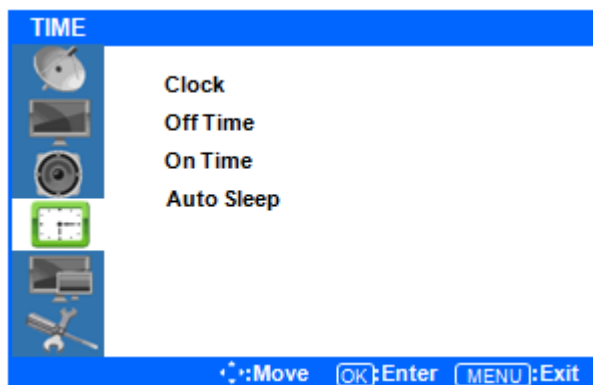 TIME
Clock
Off Time
On Time
Auto Sleep
:Move OK:Enter MENU:Exit